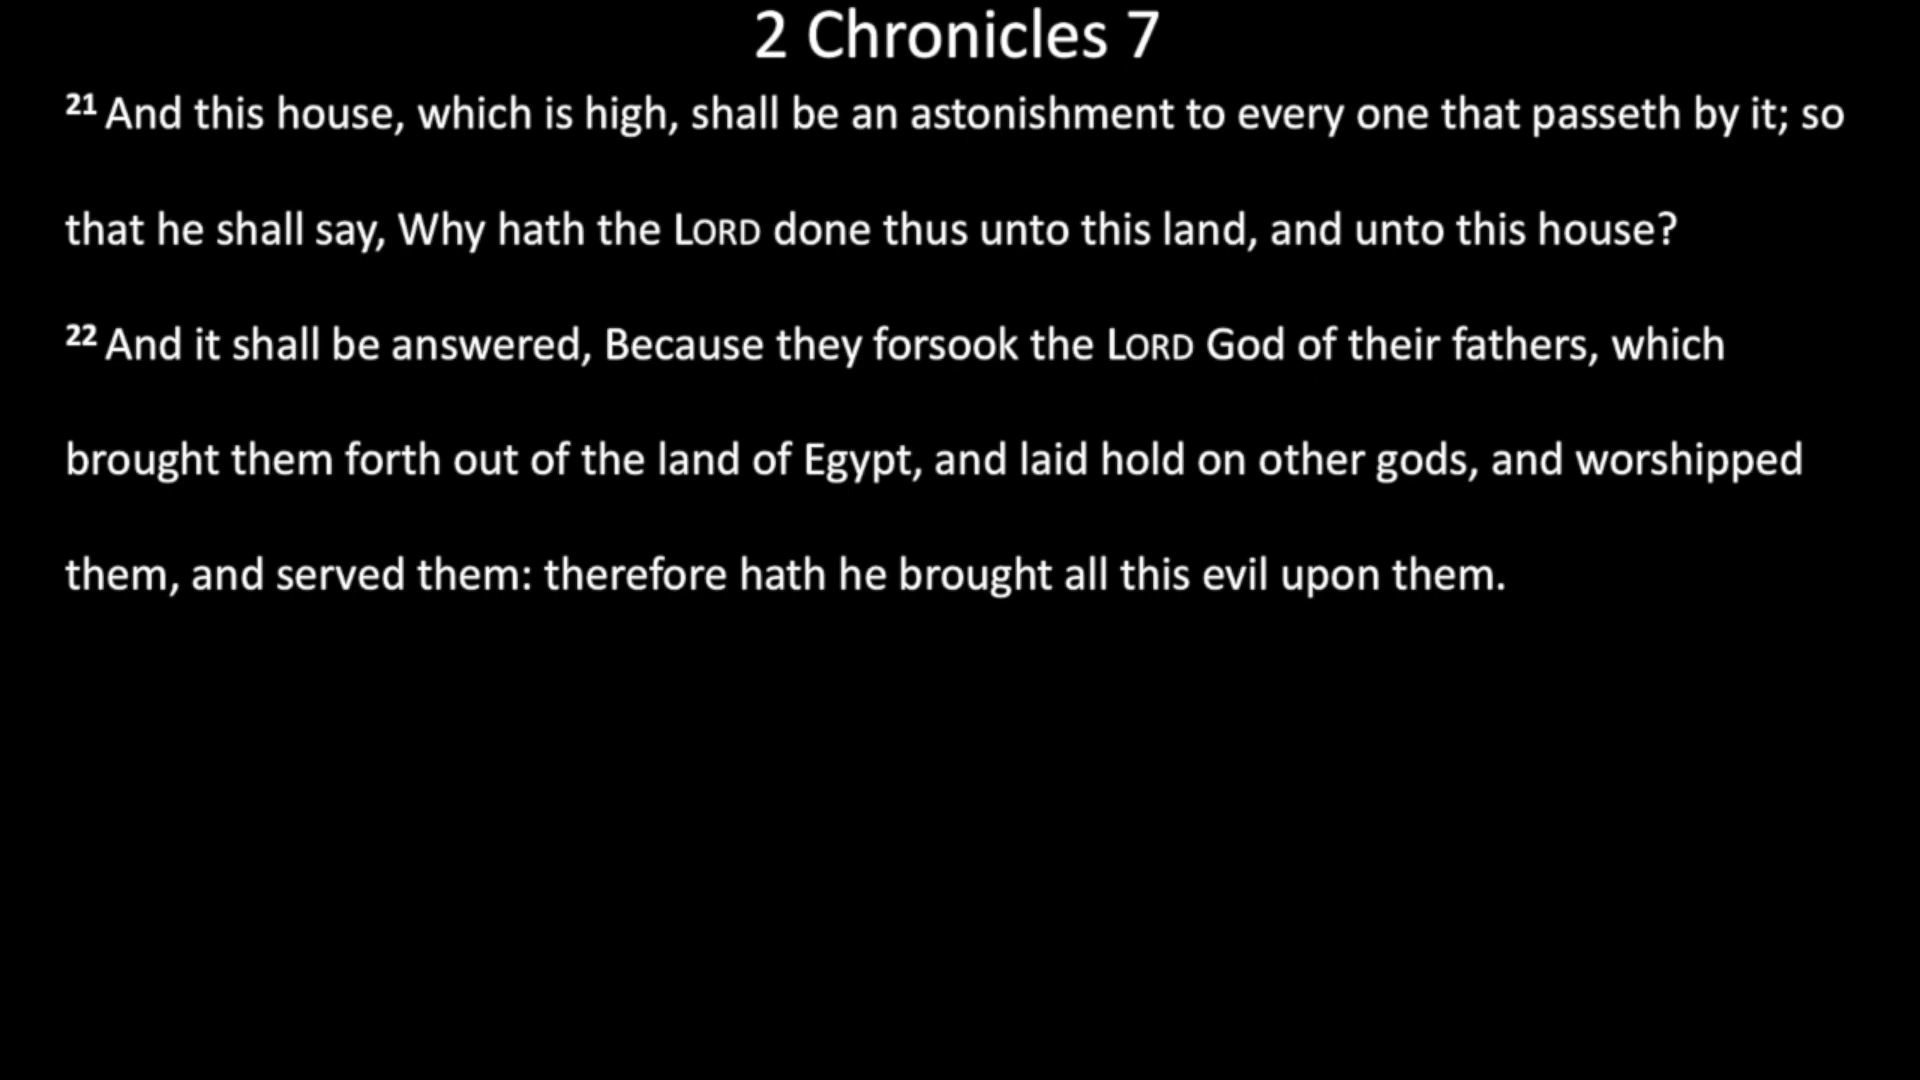 2 Chronicles 7
21 And this house, which is high, shall be an astonishment to every one that passeth by it; so
that he shall say, Why hath the LORD done thus unto this land, and unto this house?
22 And it shall be answered, Because they forsook the LORD God of their fathers, which
brought them forth out of the land of Egypt, and laid hold on other gods, and worshipped
them, and served them: therefore hath he brought all this evil upon them.